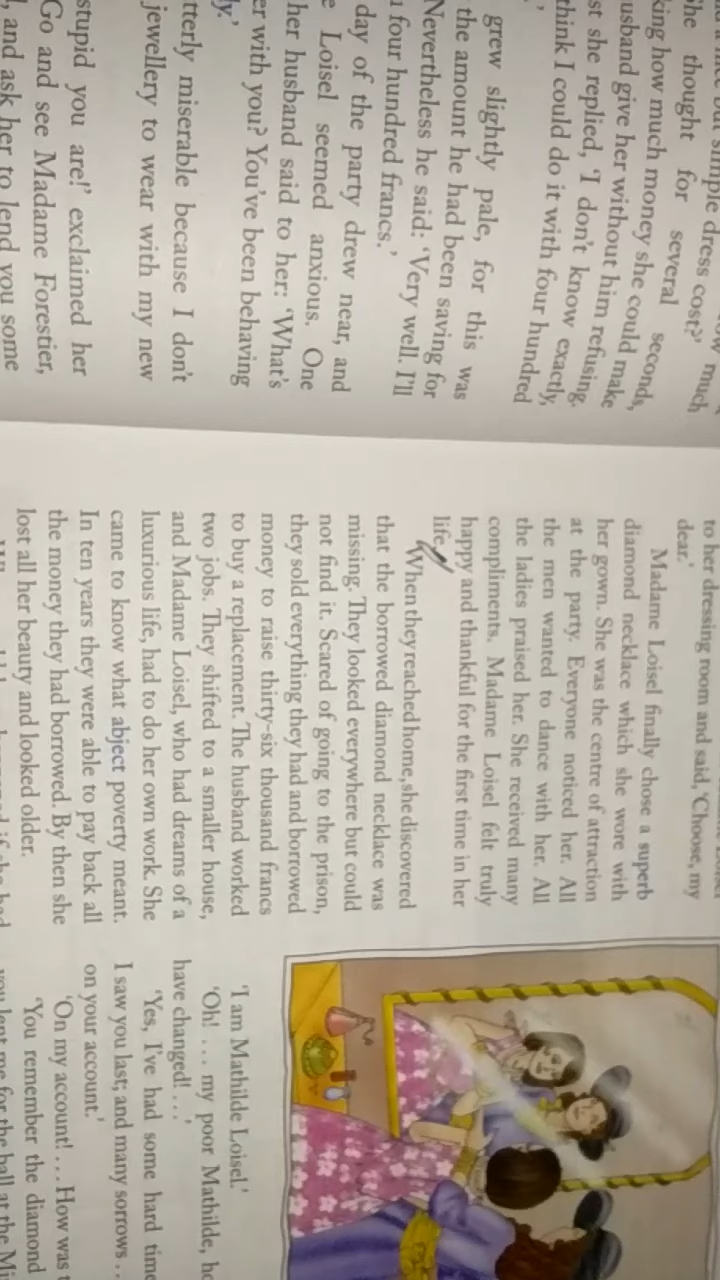 much
simple dress cost?'
She thought for several seconds,
king how much money she could make
usband give her without him refusing.
st she replied, 'I don't know exactly,
think I could do it with four hundred
.'
grew slightly pale, for this was
the amount he had been saving for
Nevertheless he said: 'Very well. I'll
four hundred francs.'
day of the party drew near, and
e Loisel seemed anxious. One
her husband said to her: 'What's
er with you? You've been behaving
ly.'
tterly miserable because I don't
jewellery to wear with my new
stupid you are!' exclaimed her
Go and see Madame Forestier,
, and ask her to lend you some
to her dressing room and said, 'Choose, my
dear.'
Madame Loisel finally chose a superb
diamond necklace which she wore with
her gown. She was the centre of attraction
at the party. Everyone noticed her. All
the men wanted to dance with her. All
the ladies praised her. She received many
compliments. Madame Loisel felt truly
happy and thankful for the first time in her
life.
When they reached home, she discovered
that the borrowed diamond necklace was
missing. They looked everywhere but could
not find it. Scared of going to the prison,
they sold everything they had and borrowed
money to raise thirty-six thousand francs
to buy a replacement. The husband worked
two jobs. They shifted to a smaller house,
and Madame Loisel, who had dreams of a
luxurious life, had to do her own work. She
came to know what abject poverty meant.
In ten years they were able to pay back all
the money they had borrowed. By then she
lost all her beauty and looked older.
if she had
'I am Mathilde Loisel.'
'Oh! . . . my poor Mathilde, ho
have changed! . . .'
'Yes, I've had some hard time
I saw you last; and many sorrows . .
on your account.'
'On my account! . . . How was t
'You remember the diamond
you lent me for the ball at the Mi